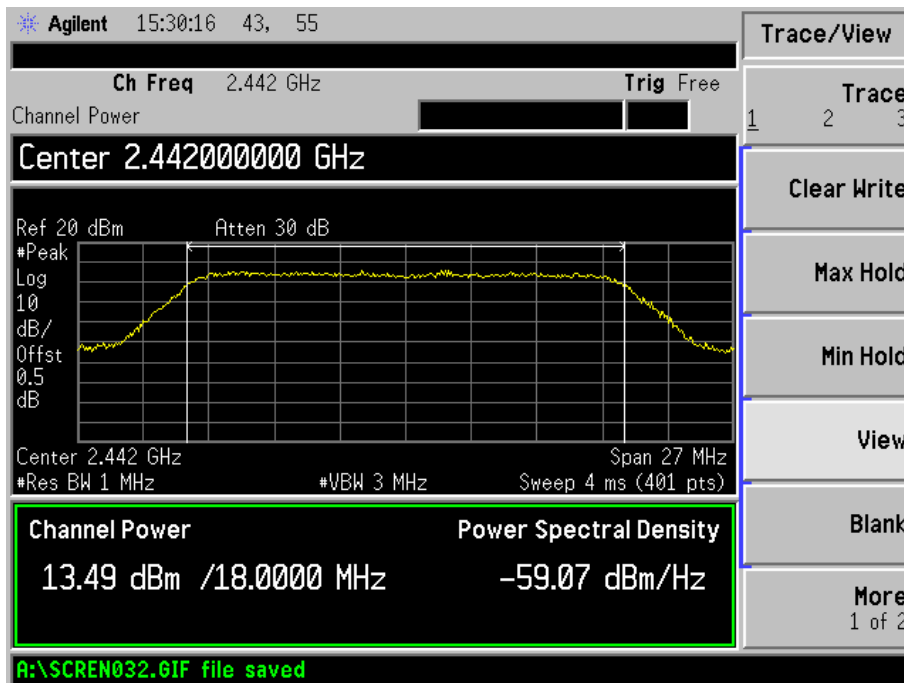 Agilent 15:30:16 43, 55
Trace/View
Ch Freq 2.442 GHz Trig Free
Channel Power
Trace
1 2 3
Center 2.442000000 GHz
Clear Write
Ref 20 dBm Atten 30 dB
#Peak
Log
10
dB/
Offst
0.5
dB
Max Hold
Min Hold
Center 2.442 GHz Span 27 MHz
#Res BW 1 MHz #VBW 3 MHz Sweep 4 ms (401 pts)
View
Channel Power Power Spectral Density
13.49 dBm /18.0000 MHz -59.07 dBm/Hz
Blank
More
1 of 2
A:\SCREN032.GIF file saved